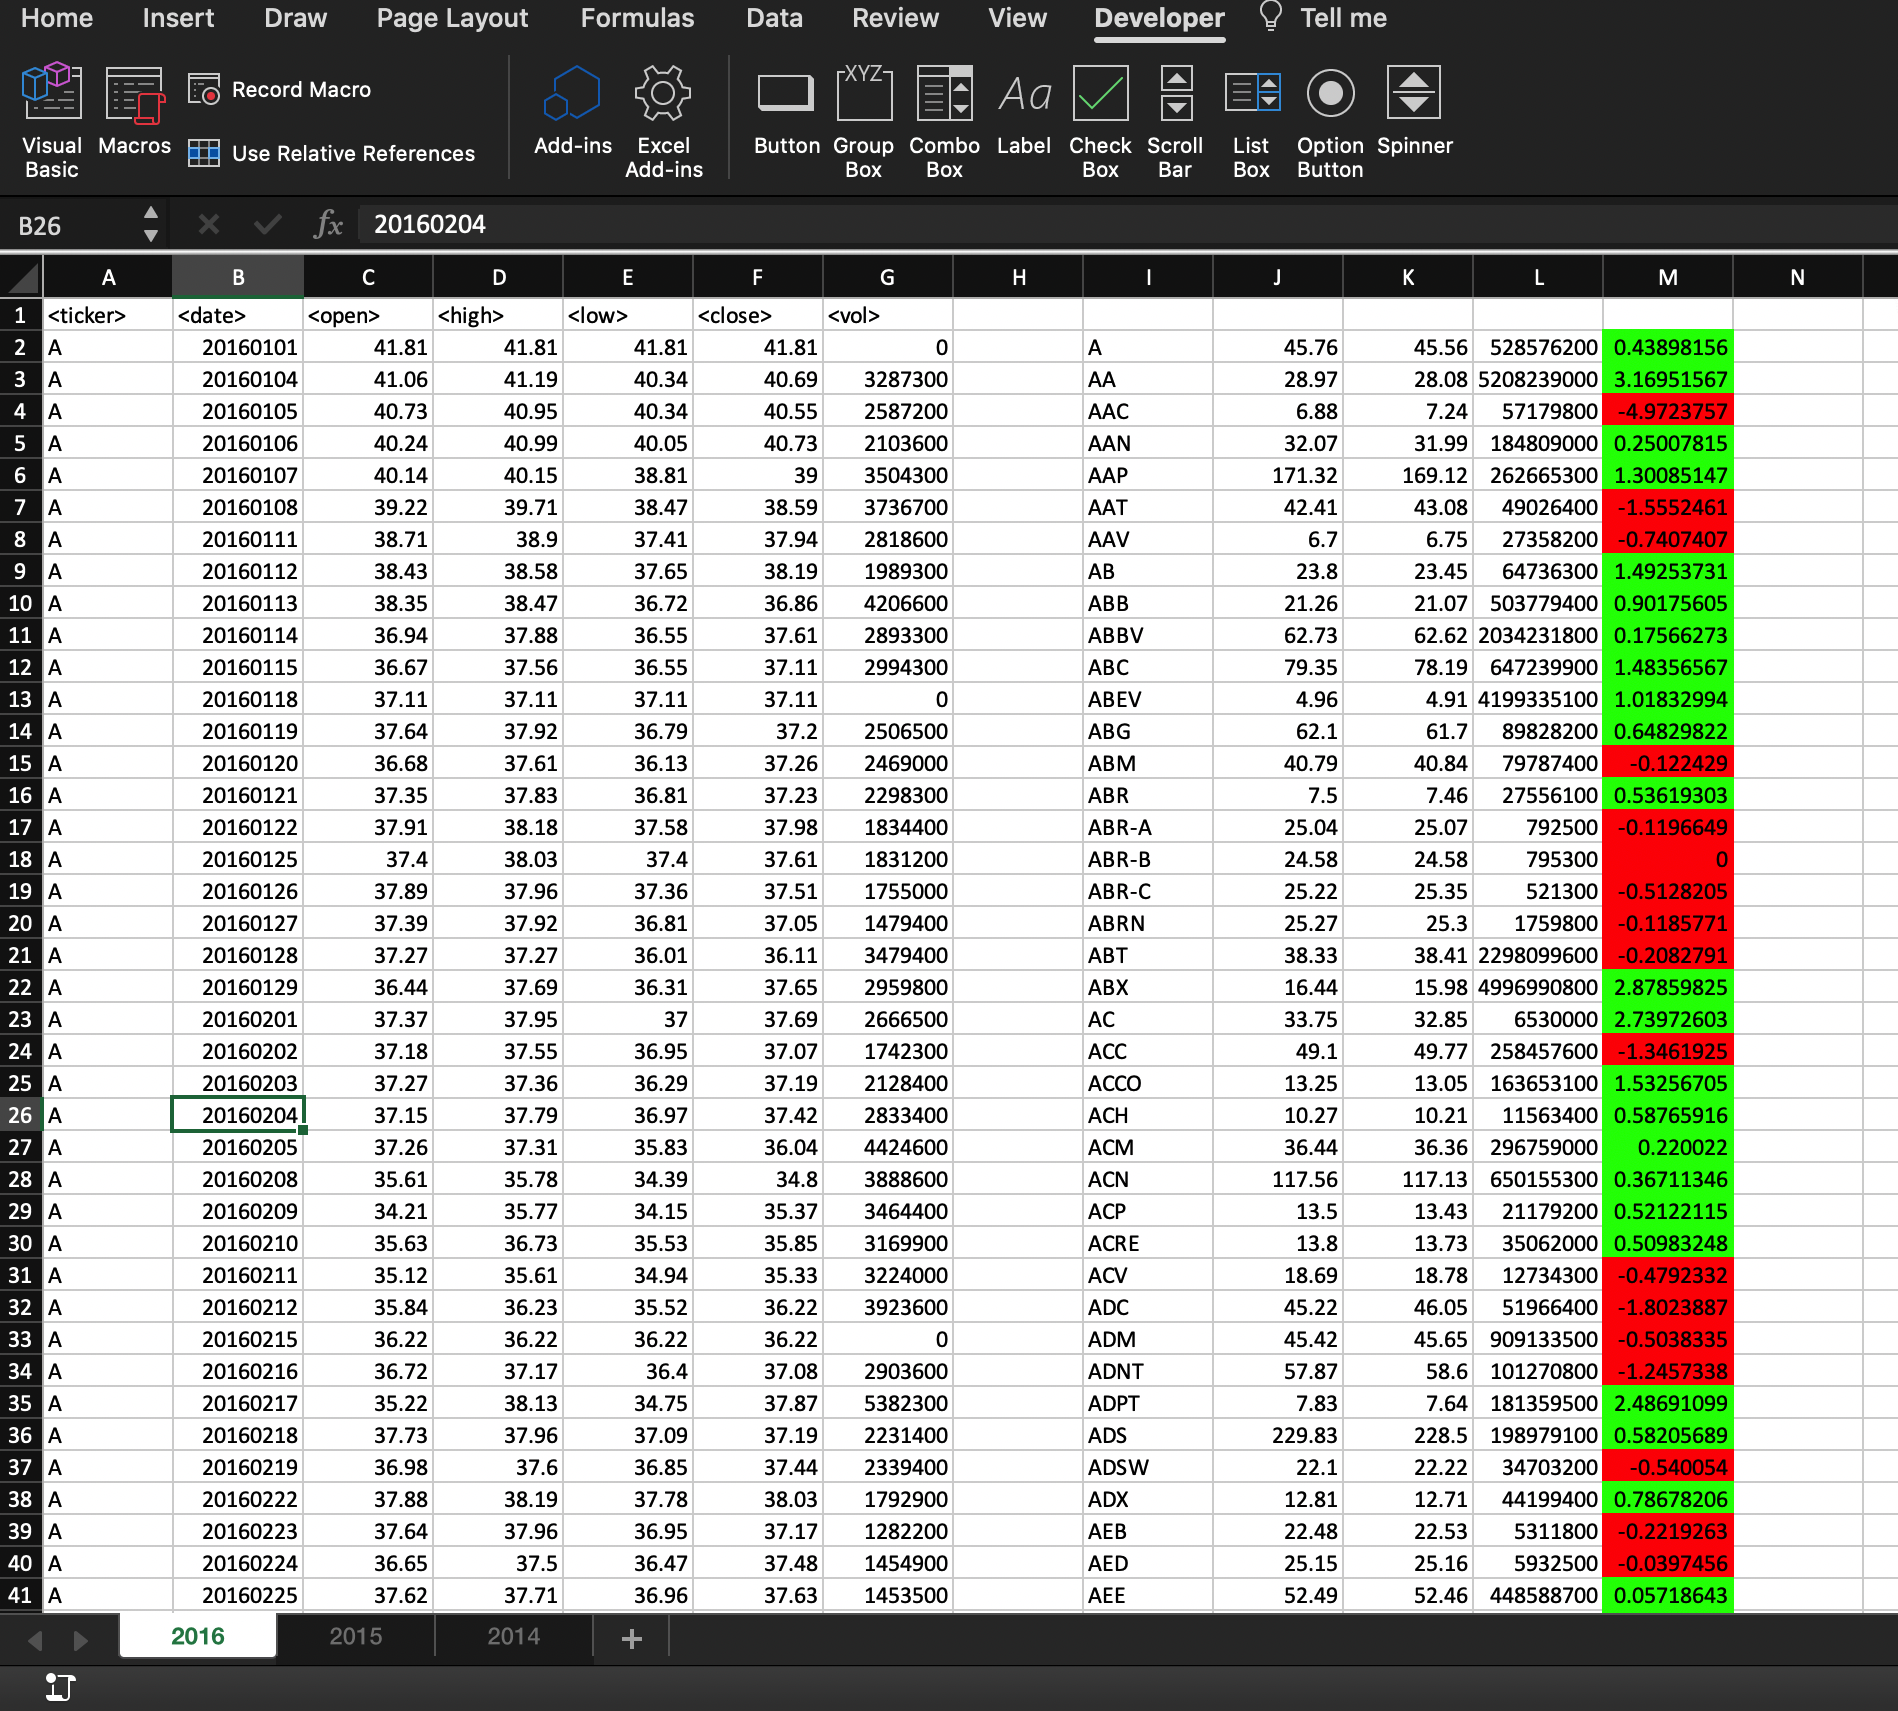 Home Insert Draw Page Layout Formulas Data Review View Developer Tell me
Visual Basic Macros Record Macro Use Relative References Add-ins Excel Add-ins Button Group Box Combo Box Label Check Box Scroll Bar List Box Option Button Spinner
XYZ Aa
B26 fx 20160204
A B C D E F G H I J K L M N
1 <ticker> <date> <open> <high> <low> <close> <vol>
2 A 20160101 41.81 41.81 41.81 41.81 0 A 45.76 45.56 528576200 0.43898156
3 A 20160104 41.06 41.19 40.34 40.69 3287300 AA 28.97 28.08 5208239000 3.16951567
4 A 20160105 40.73 40.95 40.34 40.55 2587200 AAC 6.88 7.24 57179800 -4.9723757
5 A 20160106 40.24 40.99 40.05 40.73 2103600 AAN 32.07 31.99 184809000 0.25007815
6 A 20160107 40.14 40.15 38.81 39 3504300 AAP 171.32 169.12 262665300 1.30085147
7 A 20160108 39.22 39.71 38.47 38.59 3736700 AAT 42.41 43.08 49026400 -1.5552461
8 A 20160111 38.71 38.9 37.41 37.94 2818600 AAV 6.7 6.75 27358200 -0.7407407
9 A 20160112 38.43 38.58 37.65 38.19 1989300 AB 23.8 23.45 64736300 1.49253731
10 A 20160113 38.35 38.47 36.72 36.86 4206600 ABB 21.26 21.07 503779400 0.90175605
11 A 20160114 36.94 37.88 36.55 37.61 2893300 ABBV 62.73 62.62 2034231800 0.17566273
12 A 20160115 36.67 37.56 36.55 37.11 2994300 ABC 79.35 78.19 647239900 1.48356567
13 A 20160118 37.11 37.11 37.11 37.11 0 ABEV 4.96 4.91 4199335100 1.01832994
14 A 20160119 37.64 37.92 36.79 37.2 2506500 ABG 62.1 61.7 89828200 0.64829822
15 A 20160120 36.68 37.61 36.13 37.26 2469000 ABM 40.79 40.84 79787400 -0.122429
16 A 20160121 37.35 37.83 36.81 37.23 2298300 ABR 7.5 7.46 27556100 0.53619303
17 A 20160122 37.91 38.18 37.58 37.98 1834400 ABR-A 25.04 25.07 792500 -0.1196649
18 A 20160125 37.4 38.03 37.4 37.61 1831200 ABR-B 24.58 24.58 795300 0
19 A 20160126 37.89 37.96 37.36 37.51 1755000 ABR-C 25.22 25.35 521300 -0.5128205
20 A 20160127 37.39 37.92 36.81 37.05 1479400 ABRN 25.27 25.3 1759800 -0.1185771
21 A 20160128 37.27 37.27 36.01 36.11 3479400 ABT 38.33 38.41 2298099600 -0.2082791
22 A 20160129 36.44 37.69 36.31 37.65 2959800 ABX 16.44 15.98 4996990800 2.87859825
23 A 20160201 37.37 37.95 37 37.69 2666500 AC 33.75 32.85 6530000 2.73972603
24 A 20160202 37.18 37.55 36.95 37.07 1742300 ACC 49.1 49.77 258457600 -1.3461925
25 A 20160203 37.27 37.36 36.29 37.19 2128400 ACCO 13.25 13.05 163653100 1.53256705
26 A 20160204 37.15 37.79 36.97 37.42 2833400 ACH 10.27 10.21 11563400 0.58765916
27 A 20160205 37.26 37.31 35.83 36.04 4424600 ACM 36.44 36.36 296759000 0.220022
28 A 20160208 35.61 35.78 34.39 34.8 3888600 ACN 117.56 117.13 650155300 0.36711346
29 A 20160209 34.21 35.77 34.15 35.37 3464400 ACP 13.5 13.43 21179200 0.52122115
30 A 20160210 35.63 36.73 35.53 35.85 3169900 ACRE 13.8 13.73 35062000 0.50983248
31 A 20160211 35.12 35.61 34.94 35.33 3224000 ACV 18.69 18.78 12734300 -0.4792332
32 A 20160212 35.84 36.23 35.52 36.22 3923600 ADC 45.22 46.05 51966400 -1.8023887
33 A 20160215 36.22 36.22 36.22 36.22 0 ADM 45.42 45.65 909133500 -0.5038335
34 A 20160216 36.72 37.17 36.4 37.08 2903600 ADNT 57.87 58.6 101270800 -1.2457338
35 A 20160217 35.22 38.13 34.75 37.87 5382300 ADPT 7.83 7.64 181359500 2.48691099
36 A 20160218 37.73 37.96 37.09 37.19 2231400 ADS 229.83 228.5 198979100 0.58205689
37 A 20160219 36.98 37.6 36.85 37.44 2339400 ADSW 22.1 22.22 34703200 -0.540054
38 A 20160222 37.88 38.19 37.78 38.03 1792900 ADX 12.81 12.71 44199400 0.78678206
39 A 20160223 37.64 37.96 36.95 37.17 1282200 AEB 22.48 22.53 5311800 -0.2219263
40 A 20160224 36.65 37.5 36.47 37.48 1454900 AED 25.15 25.16 5932500 -0.0397456
41 A 20160225 37.62 37.71 36.96 37.63 1453500 AEE 52.49 52.46 448588700 0.05718643
2016 2015 2014 +